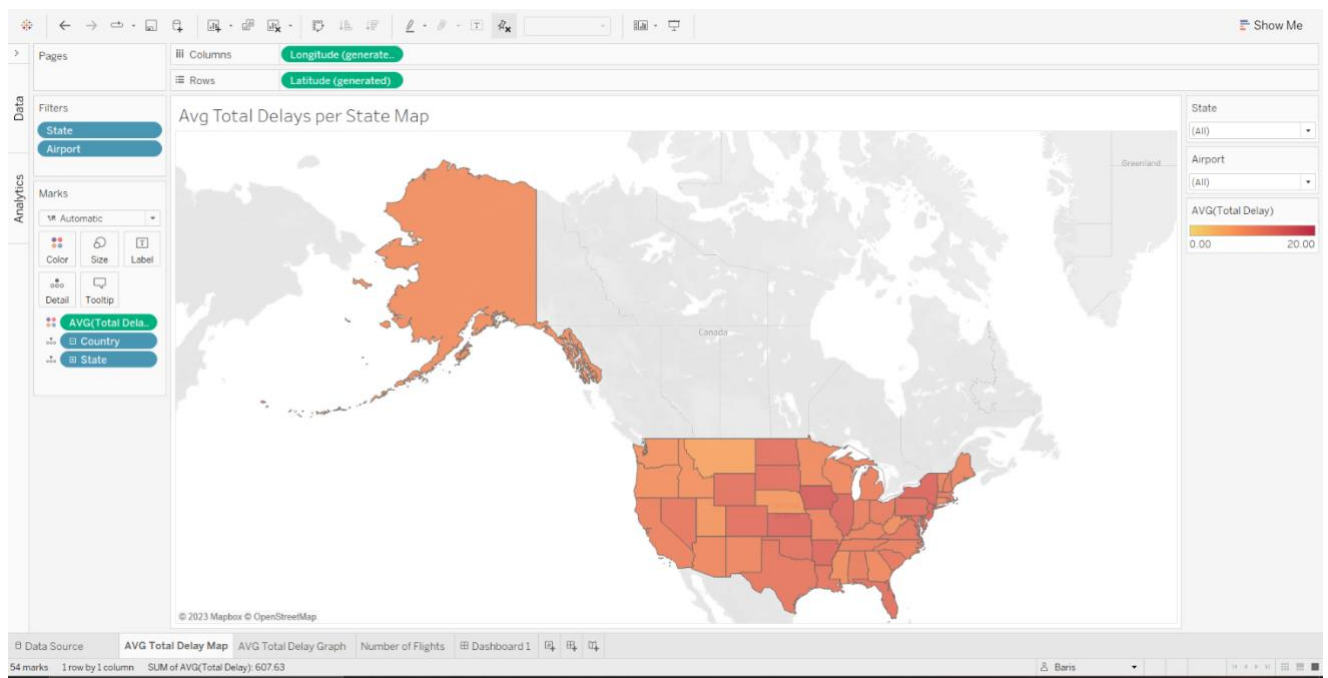 Show Me
Pages
Columns
Longitude (generate..
Rows
Latitude (generated)
Data
Analytics
Filters
State
Airport
Marks
Automatic
Color
Size
Label
Detail
Tooltip
AVG(Total Dela..
Country
State
Avg Total Delays per State Map
Greenland
Canada
© 2023 Mapbox © OpenStreetMap
State
(All)
Airport
(All)
AVG(Total Delay)
0.00 20.00
Data Source AVG Total Delay Map AVG Total Delay Graph Number of Flights Dashboard 1
54 marks 1 row by 1 column SUM of AVG(Total Delay): 607.63 Baris